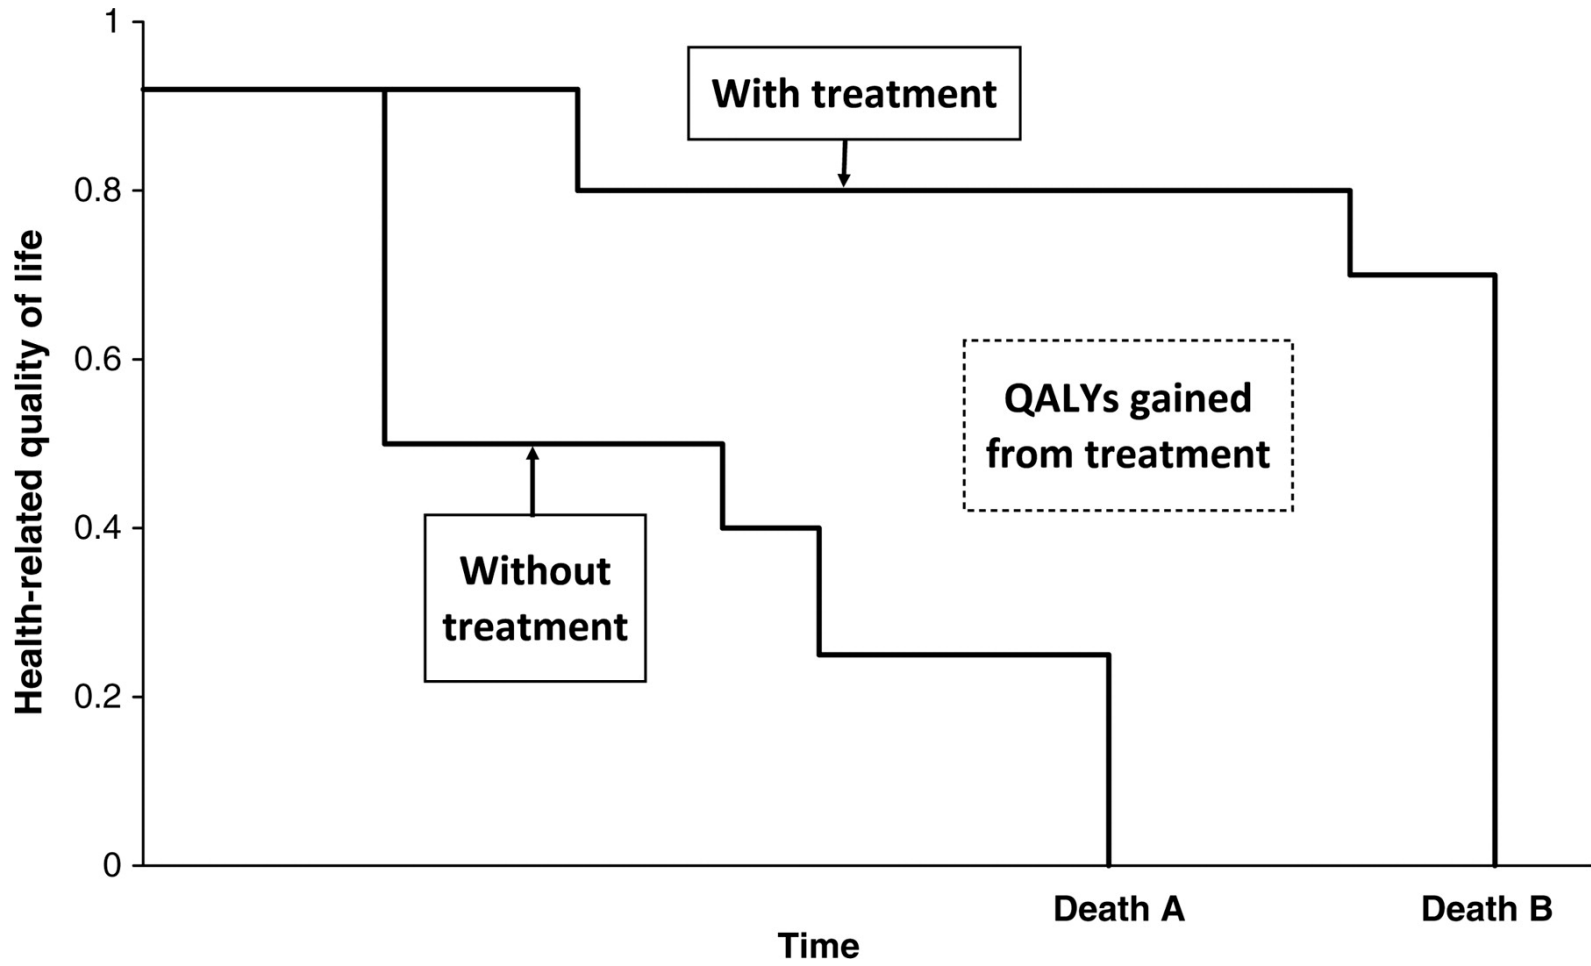 1
With treatment
0.8
Health-related quality of life
0.6
QALYs gained
from treatment
0.4
Without
treatment
0.2
0
Death A
Death B
Time